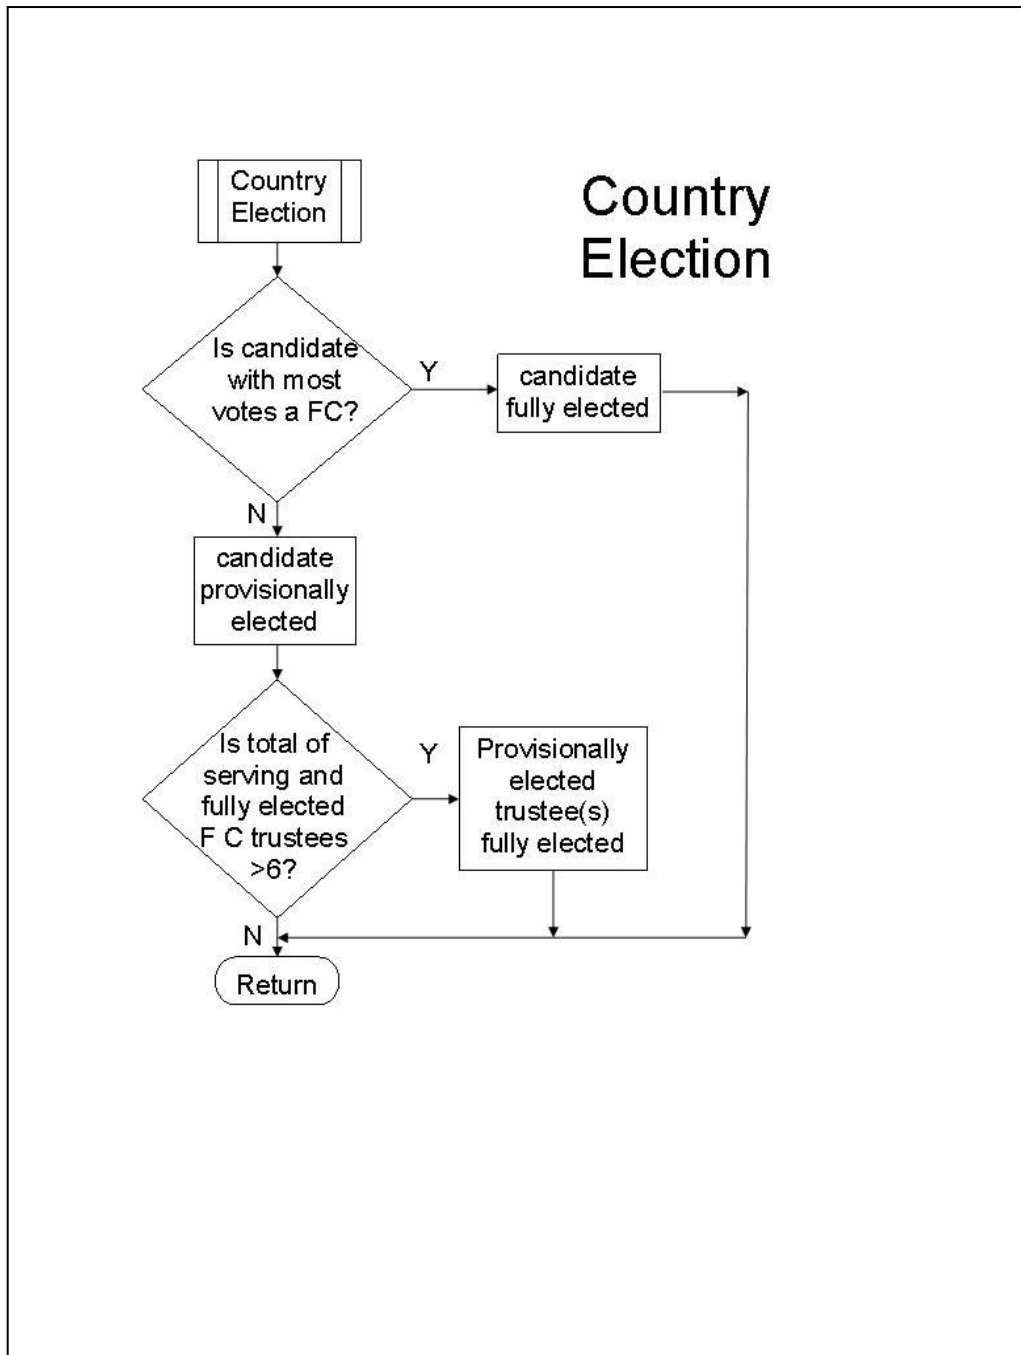 Country
Election
Country
Election
Is candidate
with most
votes a FC?
Y
candidate
fully elected
N
candidate
provisionally
elected
Is total of
serving and
fully elected
F C trustees
>6?
Y
Provisionally
elected
trustee(s)
fully elected
N
Return